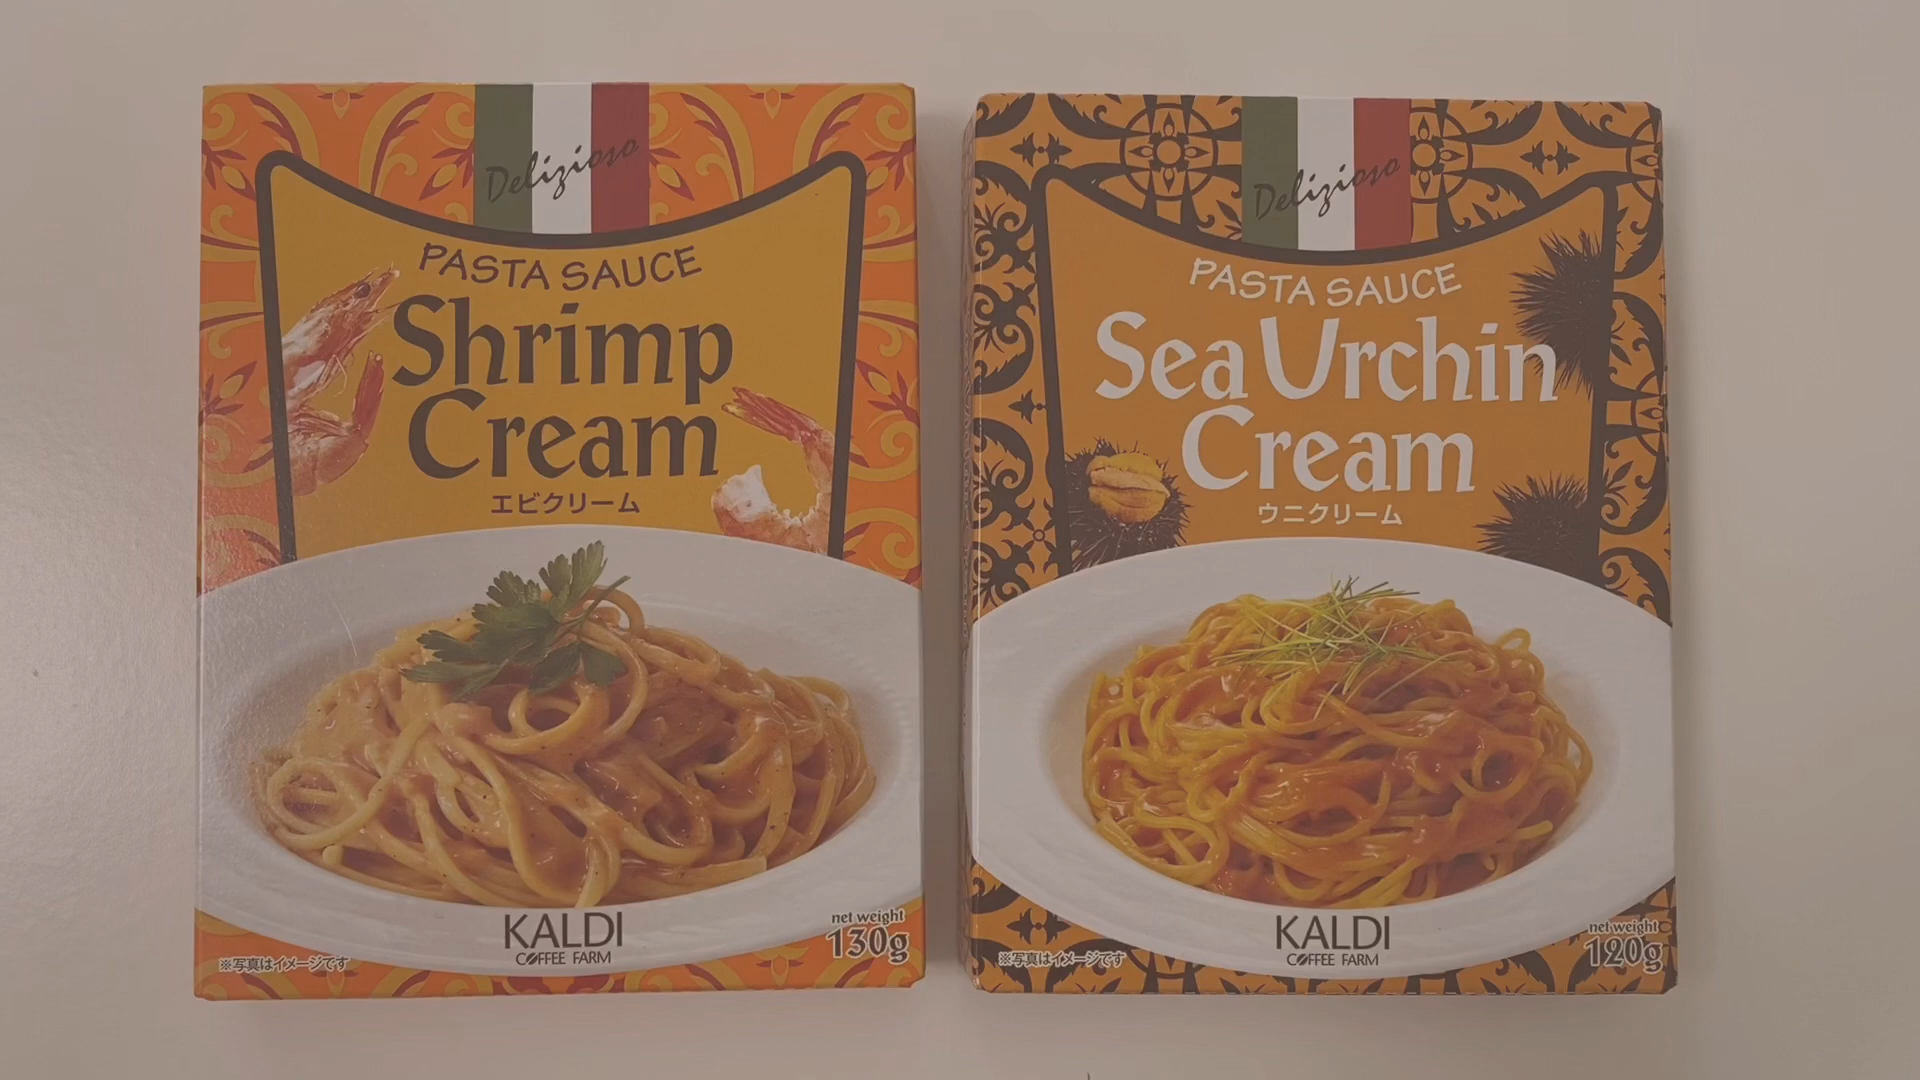 Delizioso
PASTA SAUCE
Shrimp
Cream
エビクリーム
KALDI
COFFEE FARM
net weight
130g
※写真はイメージです
Delizioso
PASTA SAUCE
Sea Urchin
Cream
ウニクリーム
KALDI
COFFEE FARM
net weight
120g
※写真はイメージです